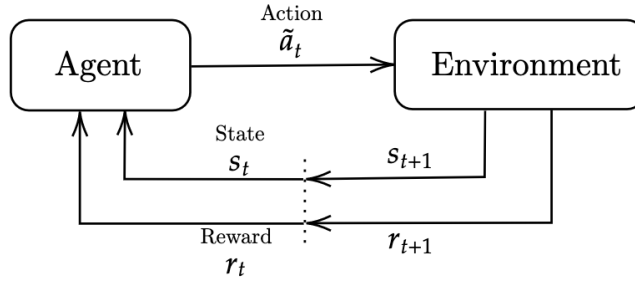 Action
ã_t
Agent
Environment
State
s_t
s_{t+1}
Reward
r_t
r_{t+1}